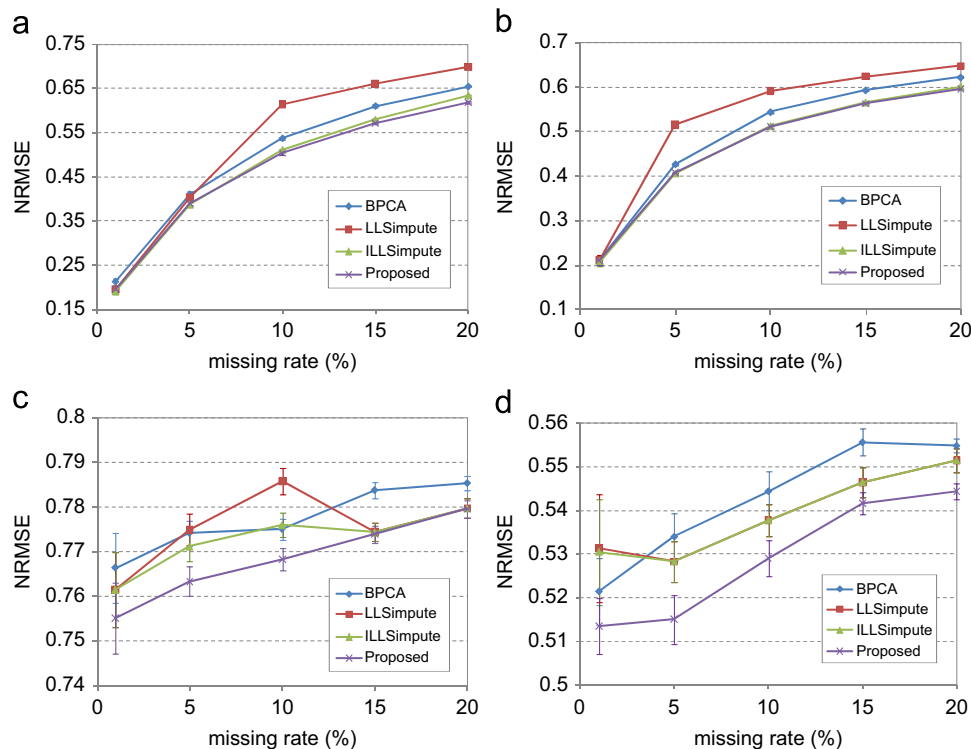 a
0.75
0.65
0.55
0.45
0.35
0.25
0.15
NRMSE
0 5 10 15 20
missing rate (%)
BPCA
LLSimpute
ILLSimpute
Proposed
b
0.7
0.6
0.5
0.4
0.3
0.2
0.1
NRMSE
0 5 10 15 20
missing rate (%)
BPCA
LLSimpute
ILLSimpute
Proposed
c
0.8
0.79
0.78
0.77
0.76
0.75
0.74
NRMSE
0 5 10 15 20
missing rate (%)
BPCA
LLSimpute
ILLSimpute
Proposed
d
0.56
0.55
0.54
0.53
0.52
0.51
0.5
NRMSE
0 5 10 15 20
missing rate (%)
BPCA
LLSimpute
ILLSimpute
Proposed